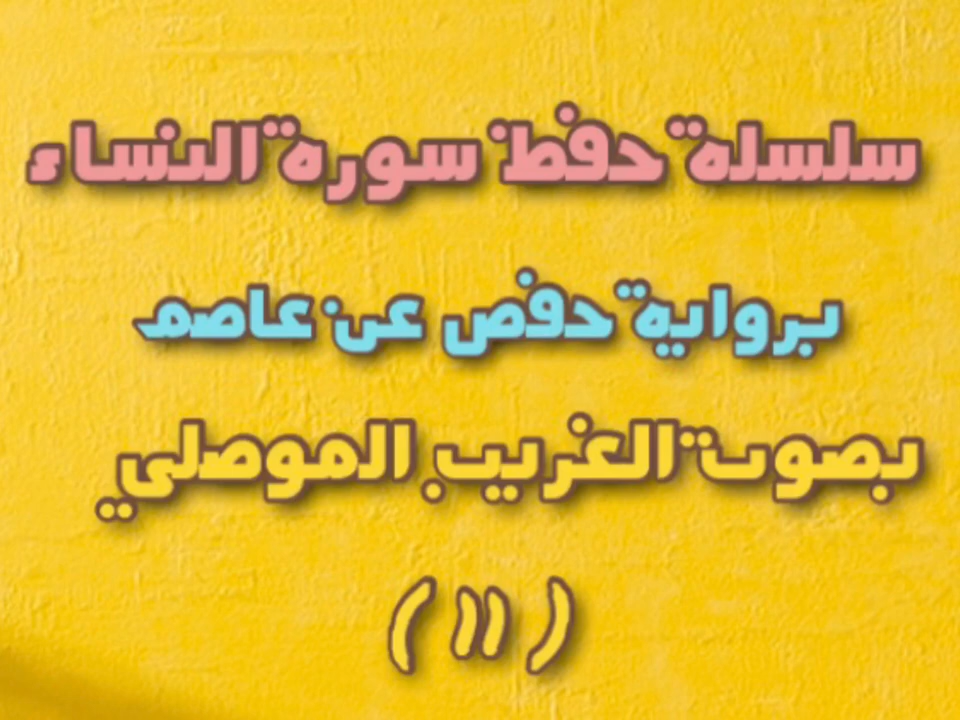 سلسلة حفظ سورة النساء
برواية حفص عن عاصم
بصوت الغريب الموصلي
( ١١ )